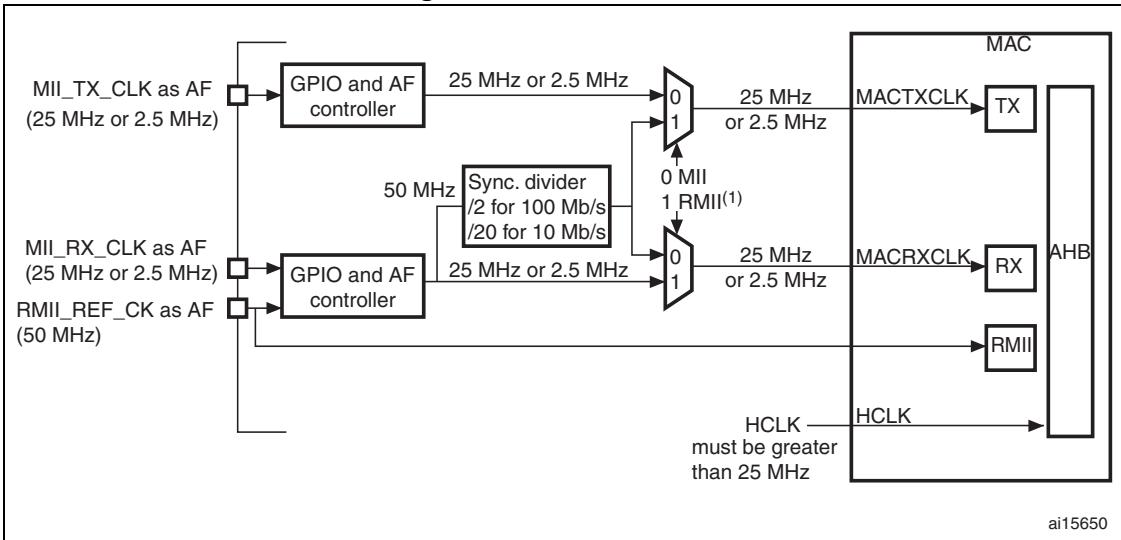 MAC
MII_TX_CLK as AF
(25 MHz or 2.5 MHz)
GPIO and AF
controller
25 MHz or 2.5 MHz
0
1
25 MHz
or 2.5 MHz
MACTXCLK
TX
50 MHz
Sync. divider
/2 for 100 Mb/s
/20 for 10 Mb/s
0 MII
1 RMII(1)
MII_RX_CLK as AF
(25 MHz or 2.5 MHz)
RMII_REF_CK as AF
(50 MHz)
GPIO and AF
controller
25 MHz or 2.5 MHz
0
1
25 MHz
or 2.5 MHz
MACRXCLK
RX
AHB
RMII
HCLK
must be greater
than 25 MHz
HCLK
ai15650